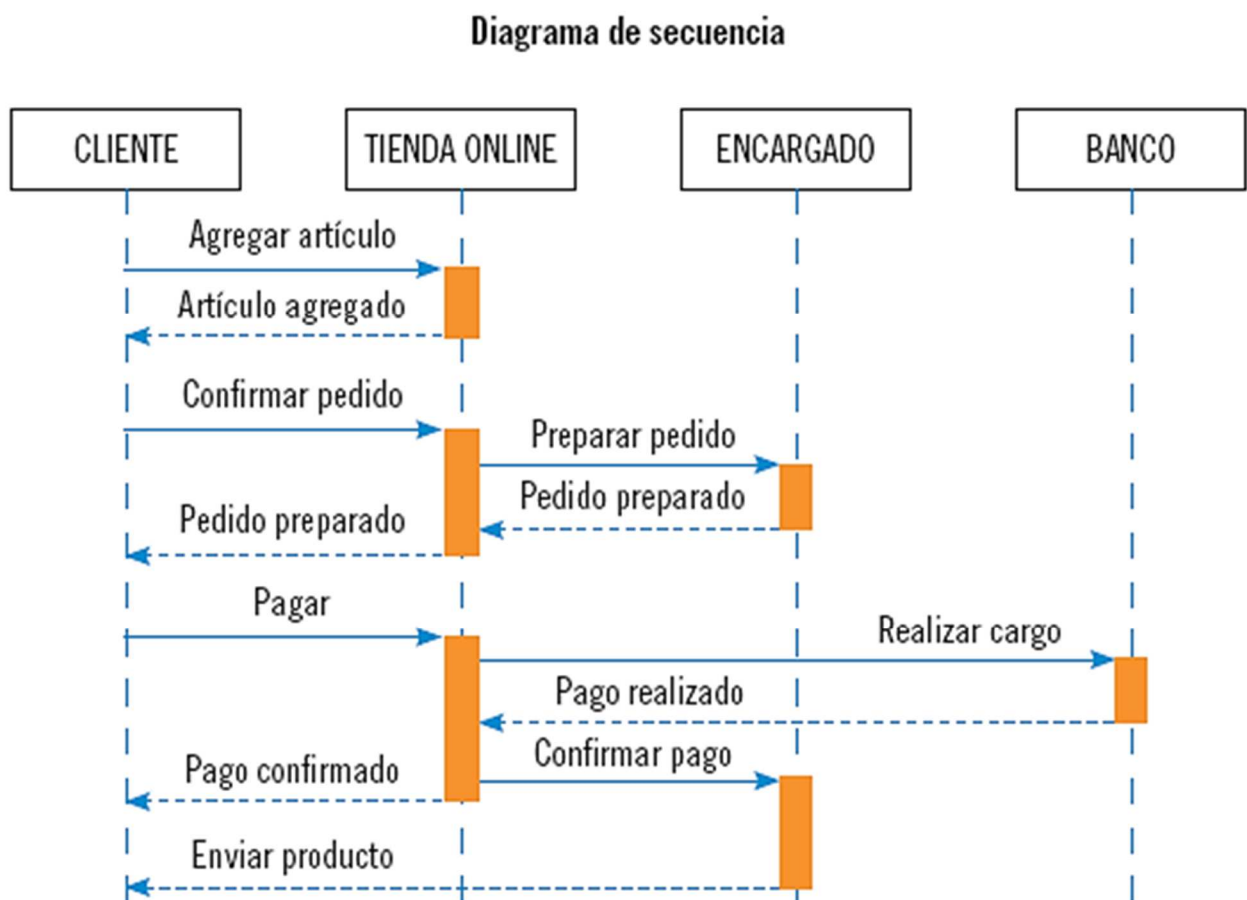 Diagrama de secuencia
CLIENTE
TIENDA ONLINE
ENCARGADO
BANCO
Agregar artículo
Artículo agregado
Confirmar pedido
Preparar pedido
Pedido preparado
Pedido preparado
Pagar
Realizar cargo
Pago realizado
Confirmar pago
Pago confirmado
Enviar producto